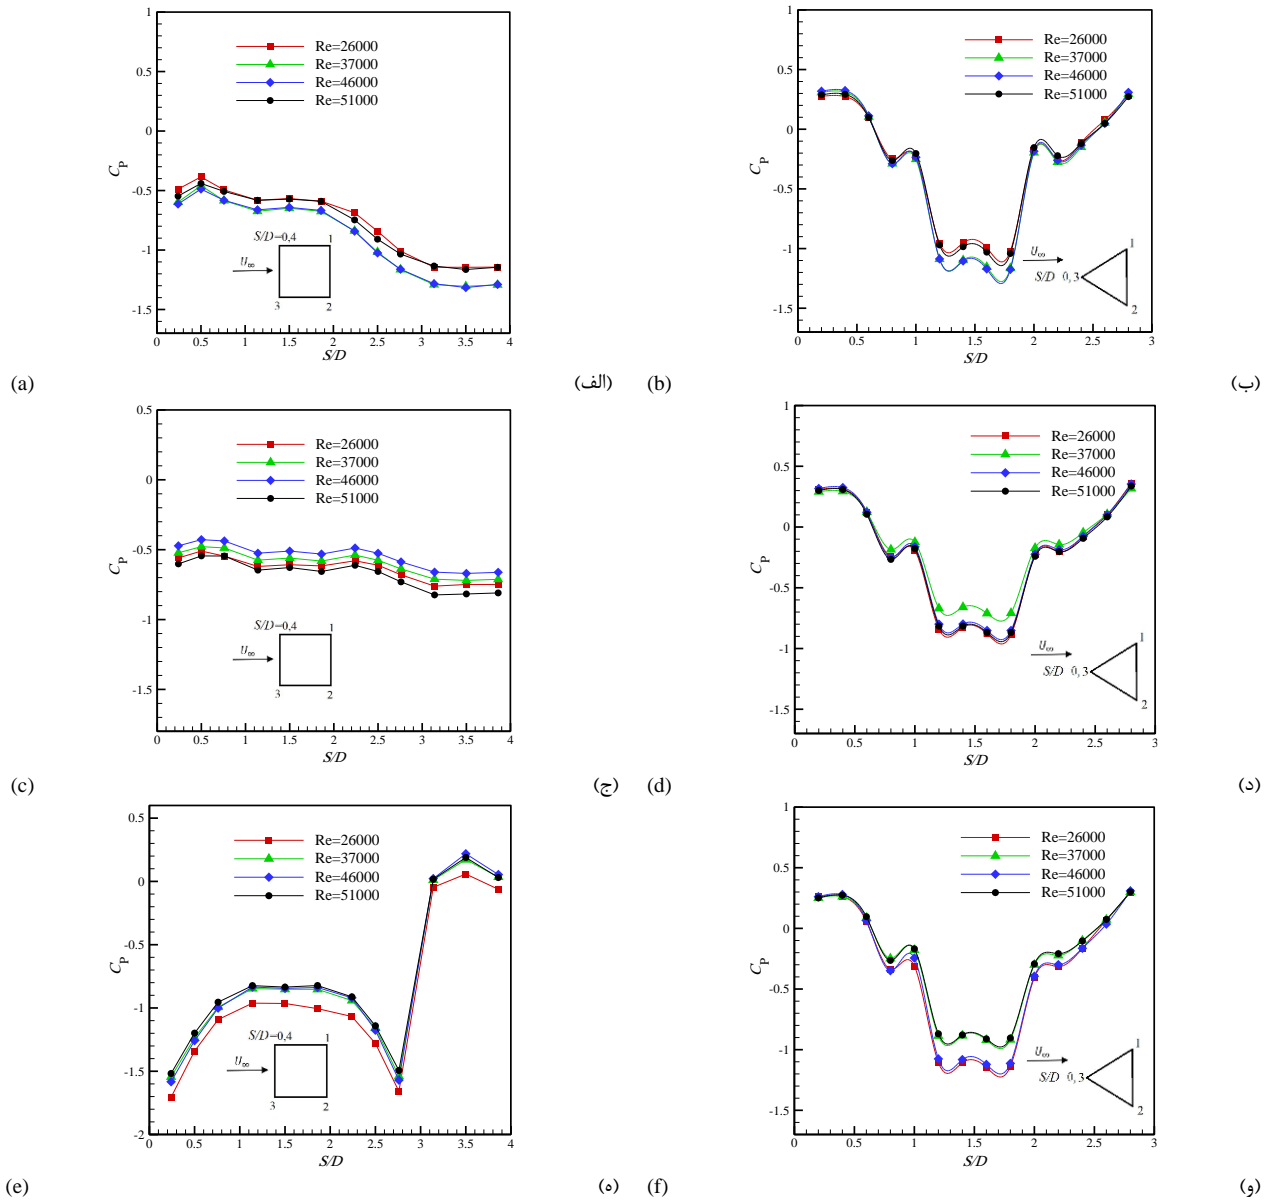 1
0.5
0
-0.5
-1
-1.5
C_P
Re=26000
Re=37000
Re=46000
Re=51000
S/D=0,4
1
U∞
3
2
0 0.5 1 1.5 2 2.5 3 3.5 4
S/D
(a)
(الف)
1
0.5
0
-0.5
-1
-1.5
C_P
Re=26000
Re=37000
Re=46000
Re=51000
U∞
S/D 0,3
1
2
0 0.5 1 1.5 2 2.5 3
S/D
(b)
(ب)
0.5
0
-0.5
-1
-1.5
C_P
Re=26000
Re=37000
Re=46000
Re=51000
S/D=0,4
1
U∞
3
2
0 0.5 1 1.5 2 2.5 3 3.5 4
S/D
(c)
(ج)
1
0.5
0
-0.5
-1
-1.5
C_P
Re=26000
Re=37000
Re=46000
Re=51000
U∞
S/D 0,3
1
2
0 0.5 1 1.5 2 2.5 3
S/D
(d)
(د)
0.5
0
-0.5
-1
-1.5
-2
C_P
Re=26000
Re=37000
Re=46000
Re=51000
S/D=0,4
1
U∞
3
2
0 0.5 1 1.5 2 2.5 3 3.5 4
S/D
(e)
(ه)
1
0.5
0
-0.5
-1
-1.5
C_P
Re=26000
Re=37000
Re=46000
Re=51000
U∞
S/D 0,3
1
2
0 0.5 1 1.5 2 2.5 3
S/D
(f)
(و)